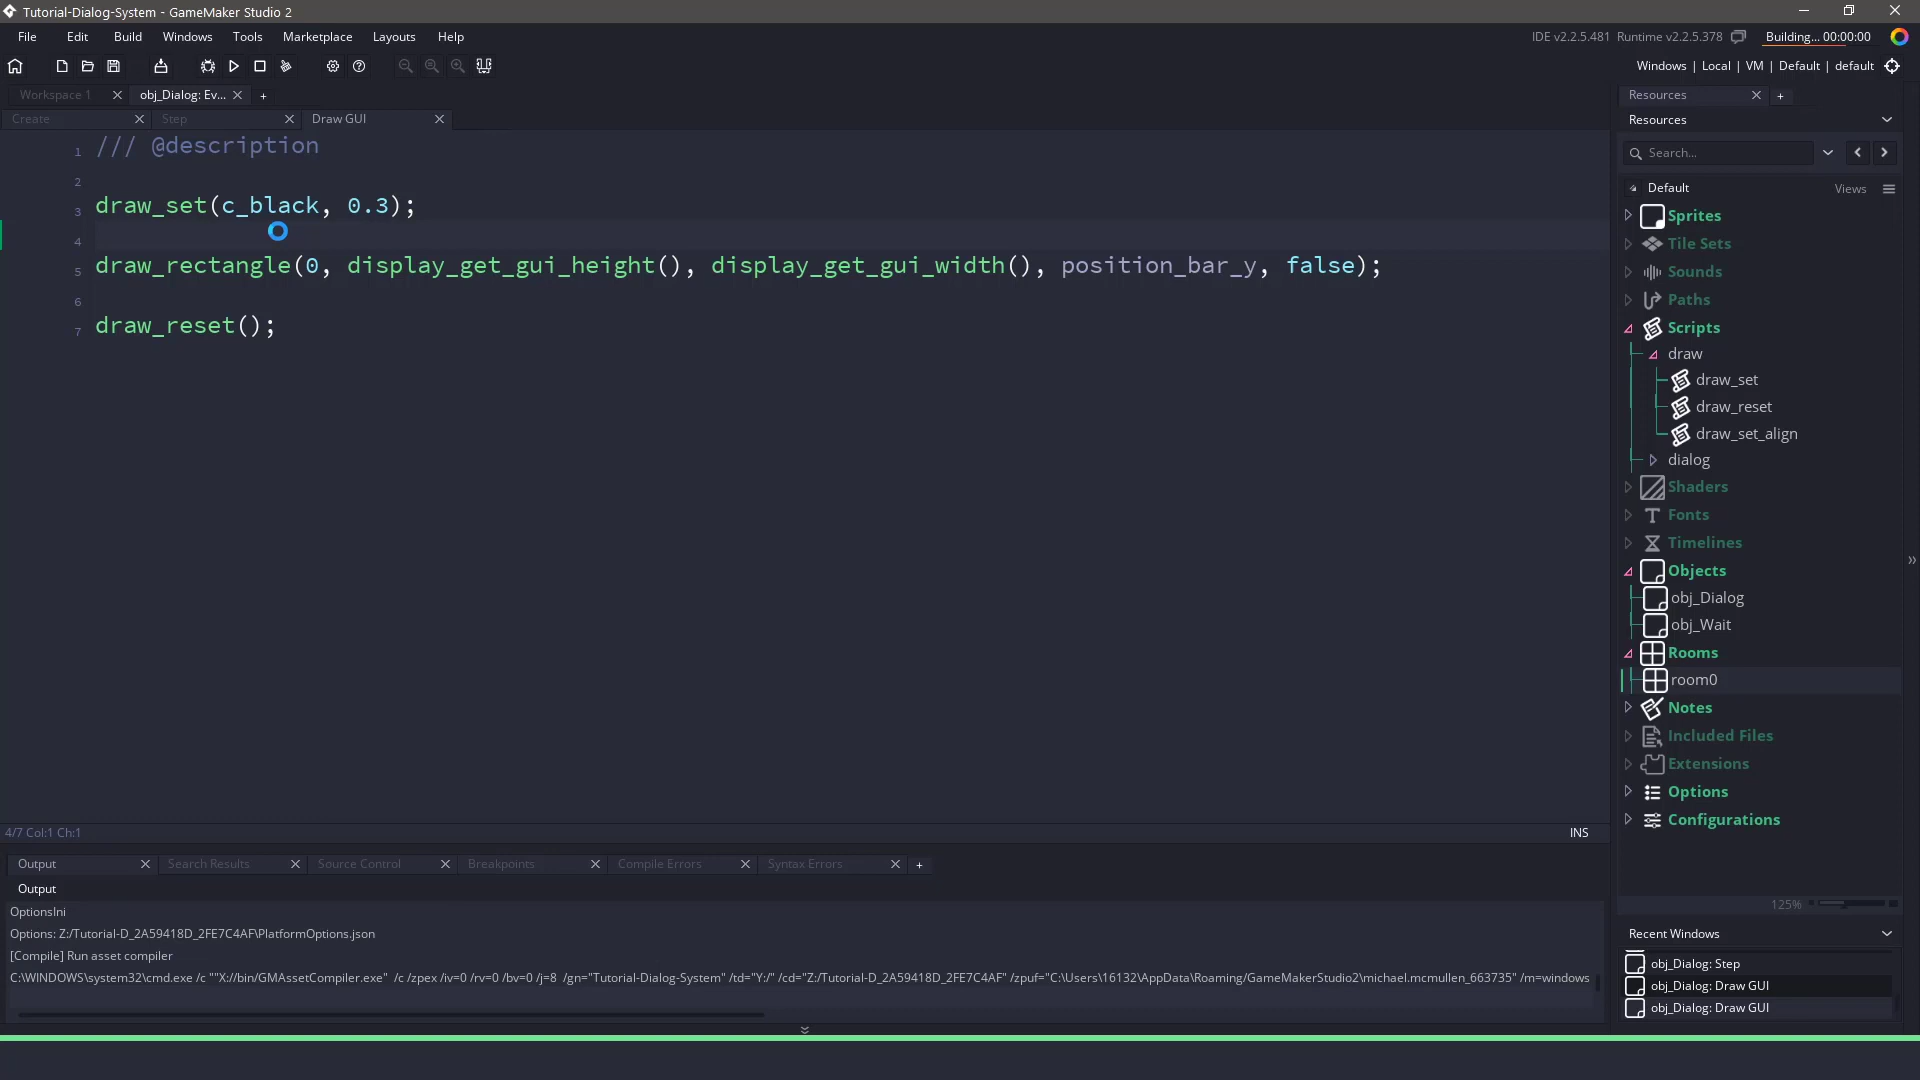 Tutorial-Dialog-System - GameMaker Studio 2
File Edit Build Windows Tools Marketplace Layouts Help
IDE v2.2.5.481 Runtime v2.2.5.378 Building... 00:00:00
Windows | Local | VM | Default | default
Workspace 1 obj_Dialog: Ev... +
Create Step Draw GUI
1 /// @description
2
3 draw_set(c_black, 0.3);
4
5 draw_rectangle(0, display_get_gui_height(), display_get_gui_width(), position_bar_y, false);
6
7 draw_reset();
4/7 Col:1 Ch:1 INS
Output Search Results Source Control Breakpoints Compile Errors Syntax Errors +
Output
OptionsIni
Options: Z:/Tutorial-D_2A59418D_2FE7C4AF\PlatformOptions.json
[Compile] Run asset compiler
C:\WINDOWS\system32\cmd.exe /c ""X://bin/GMAssetCompiler.exe" /c /zpex /iv=0 /rv=0 /bv=0 /j=8 /gn="Tutorial-Dialog-System" /td="Y:/" /cd="Z:/Tutorial-D_2A59418D_2FE7C4AF" /zpuf="C:\Users\16132\AppData\Roaming/GameMakerStudio2\michael.mcmullen_663735" /m=windows
Resources +
Resources
Search...
Default Views
Sprites
Tile Sets
Sounds
Paths
Scripts
draw
draw_set
draw_reset
draw_set_align
dialog
Shaders
Fonts
Timelines
Objects
obj_Dialog
obj_Wait
Rooms
room0
Notes
Included Files
Extensions
Options
Configurations
125%
Recent Windows
obj_Dialog: Step
obj_Dialog: Draw GUI
obj_Dialog: Draw GUI